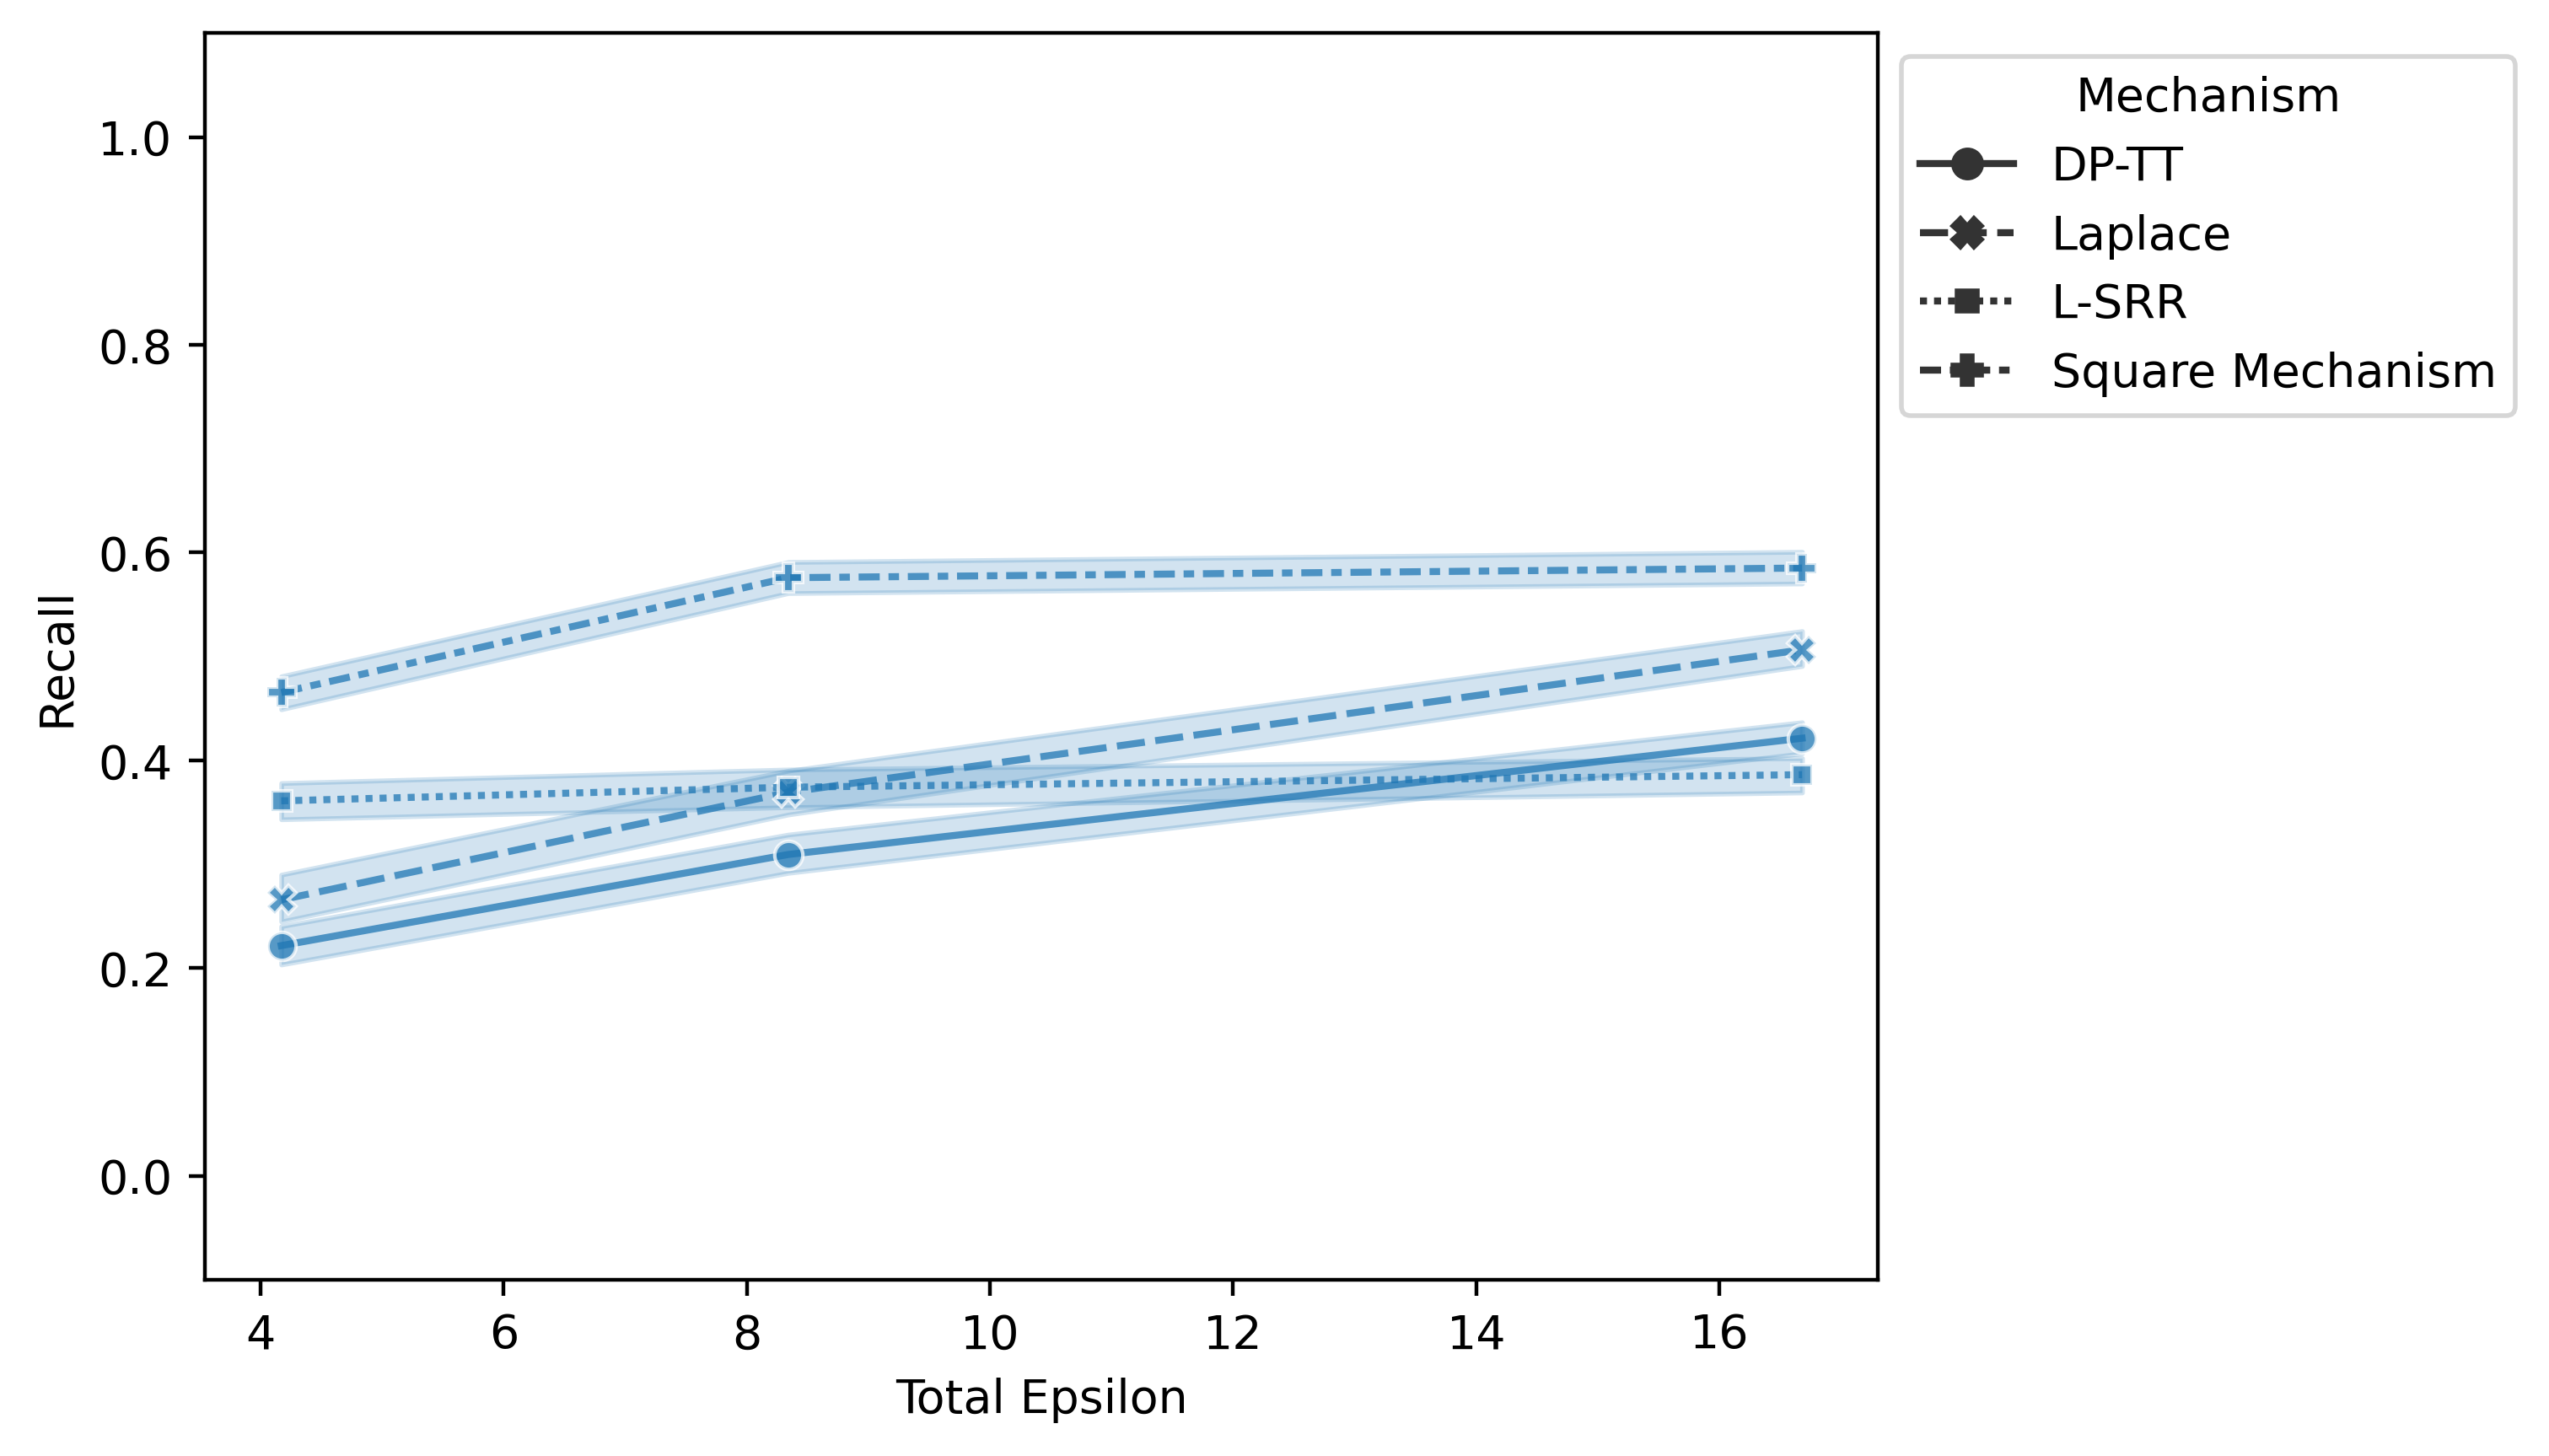 1.0
0.8
0.6
0.4
0.2
0.0
Recall
4 6 8 10 12 14 16
Total Epsilon
Mechanism
DP-TT
Laplace
L-SRR
Square Mechanism